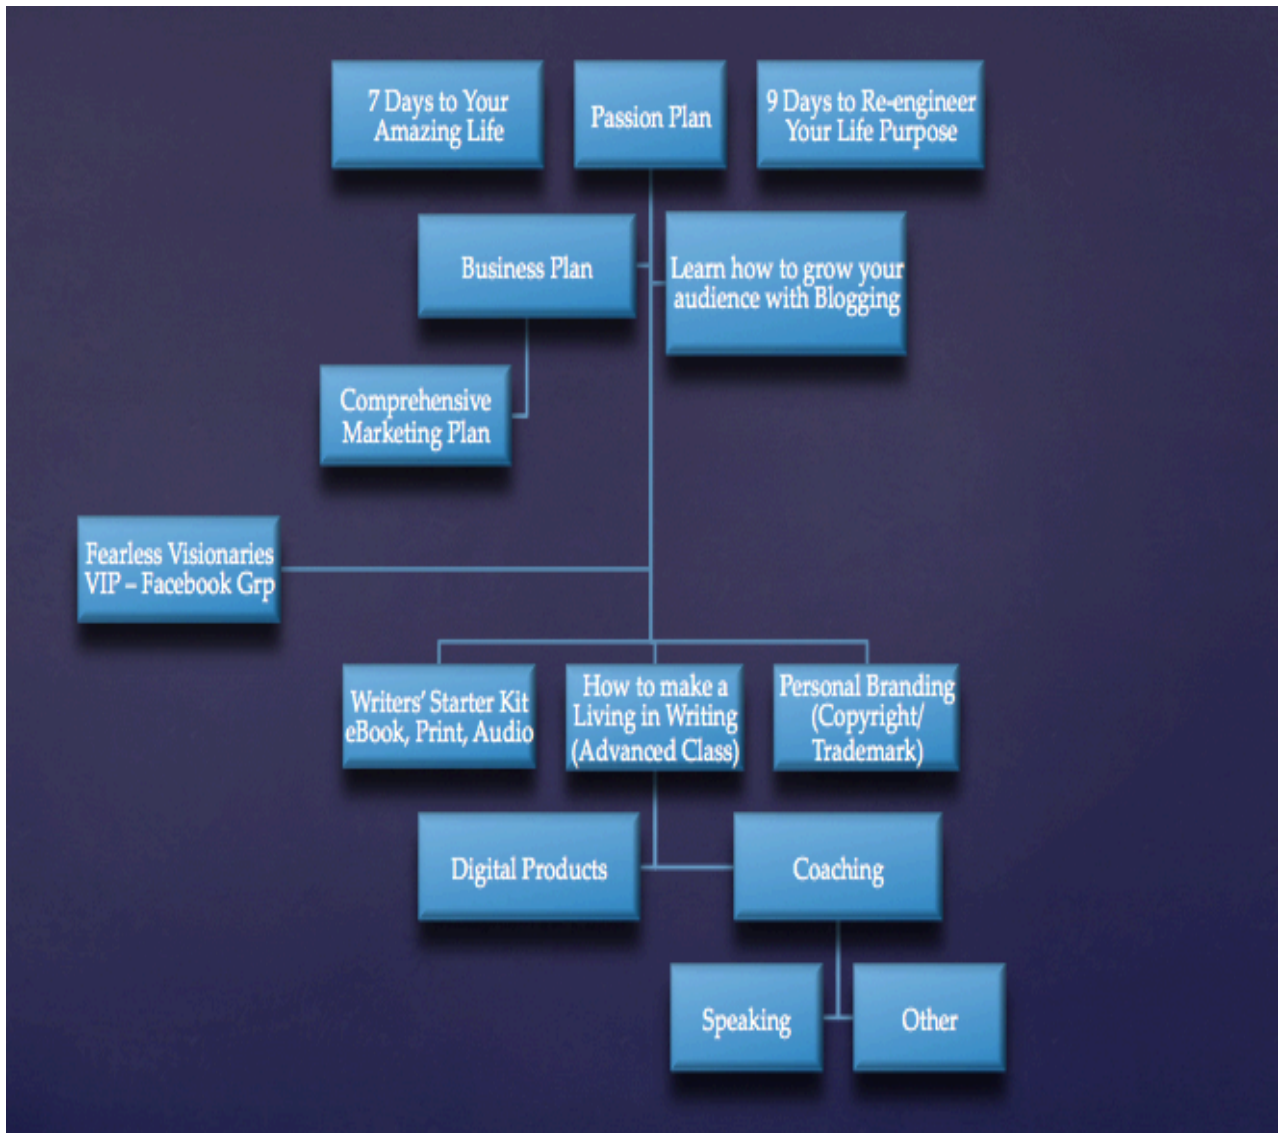 7 Days to Your
Amazing Life
Passion Plan
9 Days to Re-engineer
Your Life Purpose
Business Plan
Learn how to grow your
audience with Blogging
Comprehensive
Marketing Plan
Fearless Visionaries
VIP – Facebook Grp
Writers’ Starter Kit
eBook, Print, Audio
How to make a
Living in Writing
(Advanced Class)
Personal Branding
(Copyright/
Trademark)
Digital Products
Coaching
Speaking
Other